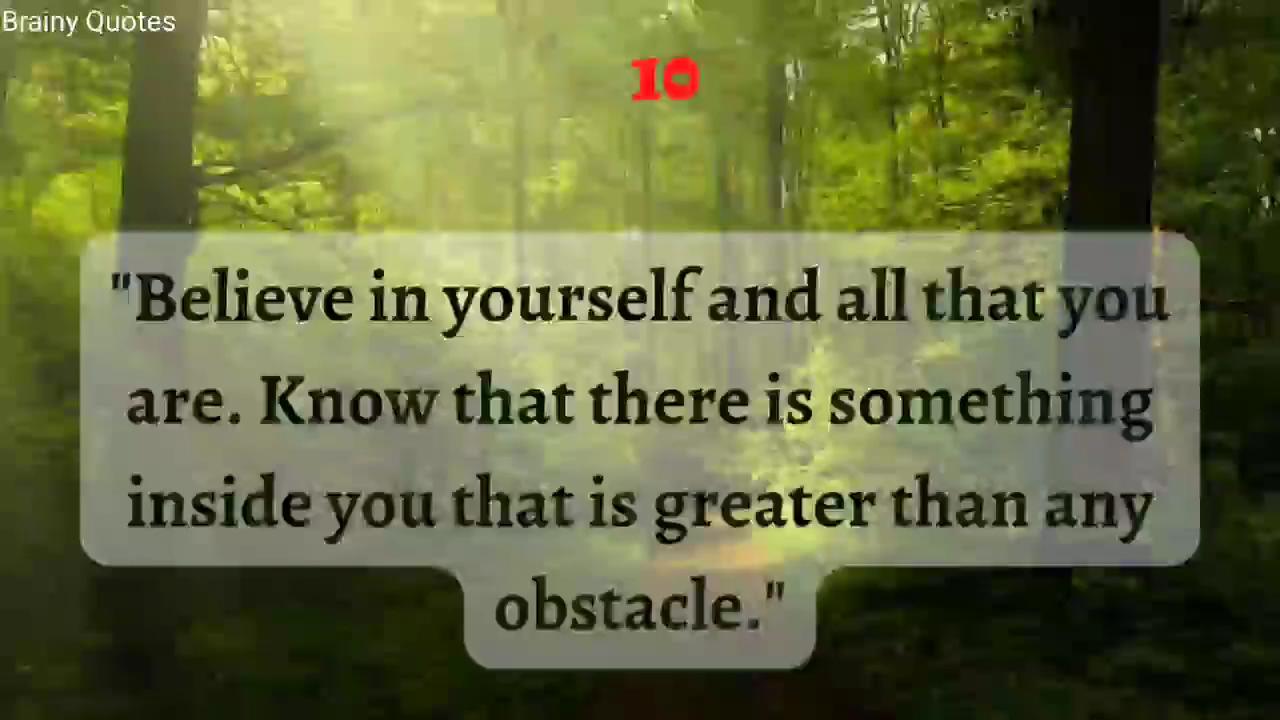 Brainy Quotes
10
"Believe in yourself and all that you
are. Know that there is something
inside you that is greater than any
obstacle."